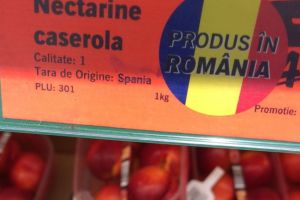 Nectarine
caserola
Calitate: 1
Tara de Origine: Spania
PLU: 301
1kg
PRODUS ÎN
ROMÂNIA
Promotie